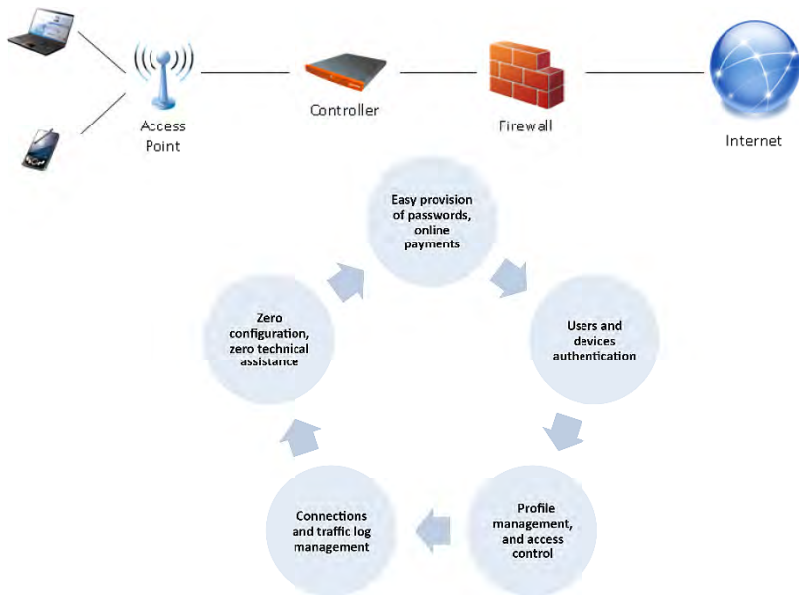 Access
Point
Controller
Firewall
Internet
Easy provision
of passwords,
online
payments
Users and
devices
authentication
Profile
management,
and access
control
Connections
and traffic log
management
Zero
configuration,
zero technical
assistance